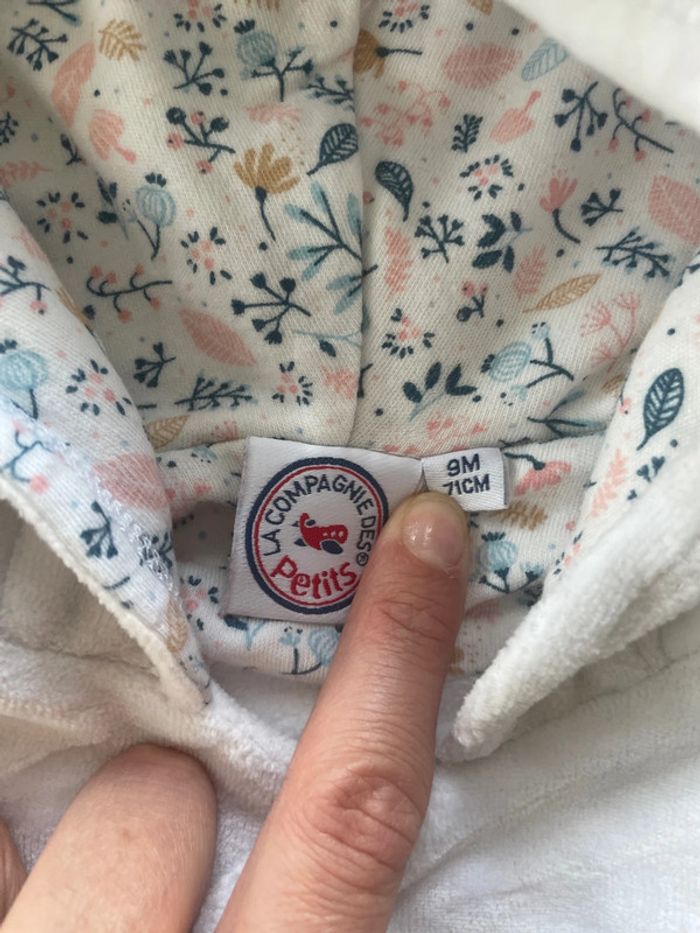 LA COMPAGNIE DES
Petits®
9M
71CM